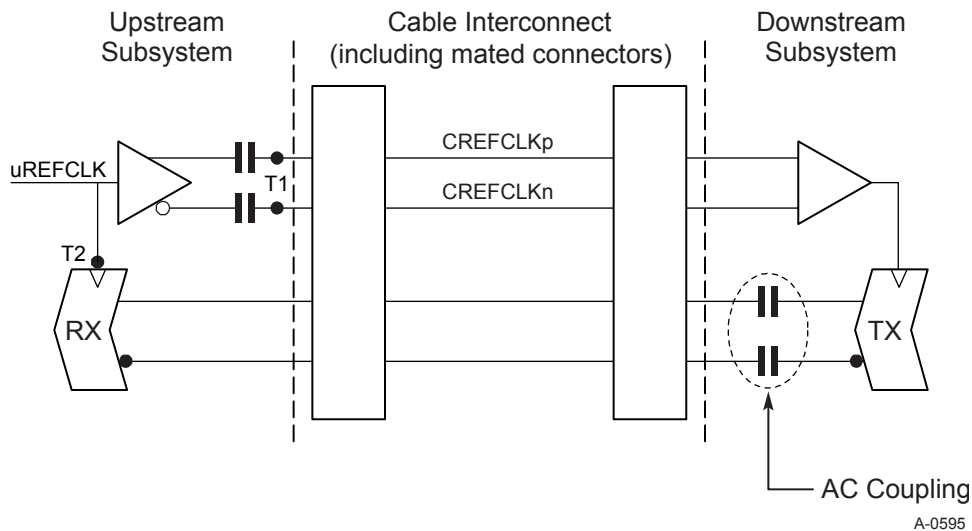 Upstream
Subsystem
Cable Interconnect
(including mated connectors)
Downstream
Subsystem
uREFCLK
T1
CREFCLKp
CREFCLKn
T2
RX
TX
AC Coupling
A-0595